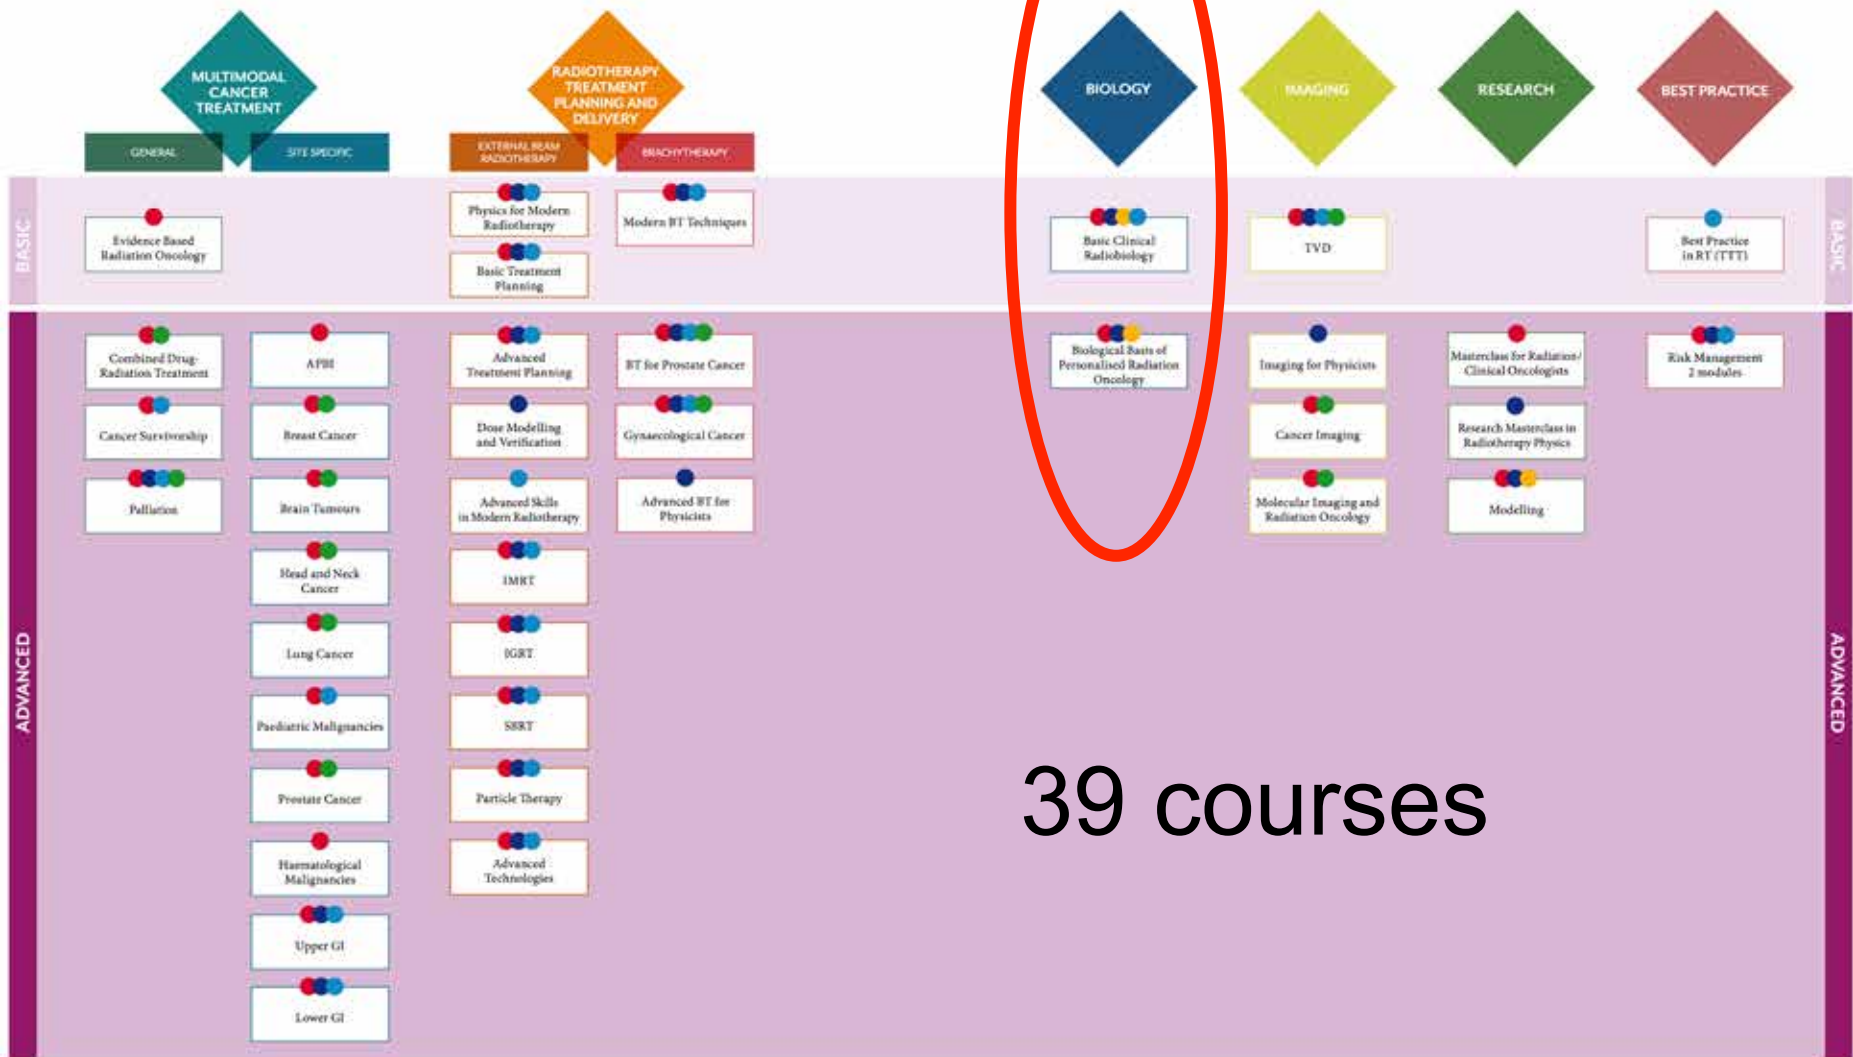 MULTIMODAL
CANCER
TREATMENT
RADIOTHERAPY
TREATMENT
PLANNING AND
DELIVERY
BIOLOGY
IMAGING
RESEARCH
BEST PRACTICE
GENERAL
SITE SPECIFIC
EXTERNAL BEAM
RADIOTHERAPY
BRACHYTHERAPY
BASIC
Evidence Based
Radiation Oncology
Physics for Modern
Radiotherapy
Basic Treatment
Planning
Modern BT Techniques
Basic Clinical
Radiobiology
TVD
Best Practice
in RT (TTT)
BASIC
ADVANCED
Combined Drug-
Radiation Treatment
Cancer Survivorship
Palliation
APBI
Breast Cancer
Brain Tumours
Head and Neck
Cancer
Lung Cancer
Paediatric Malignancies
Prostate Cancer
Haematological
Malignancies
Upper GI
Lower GI
Advanced
Treatment Planning
Dose Modelling
and Verification
Advanced Skills
in Modern Radiotherapy
IMRT
IGRT
SBRT
Particle Therapy
Advanced
Technologies
BT for Prostate Cancer
Gynaecological Cancer
Advanced BT for
Physicists
Biological Basis of
Personalised Radiation
Oncology
Imaging for Physicists
Cancer Imaging
Molecular Imaging and
Radiation Oncology
Masterclass for Radiation/
Clinical Oncologists
Research Masterclass in
Radiotherapy Physics
Modelling
Risk Management
2 modules
ADVANCED
39 courses